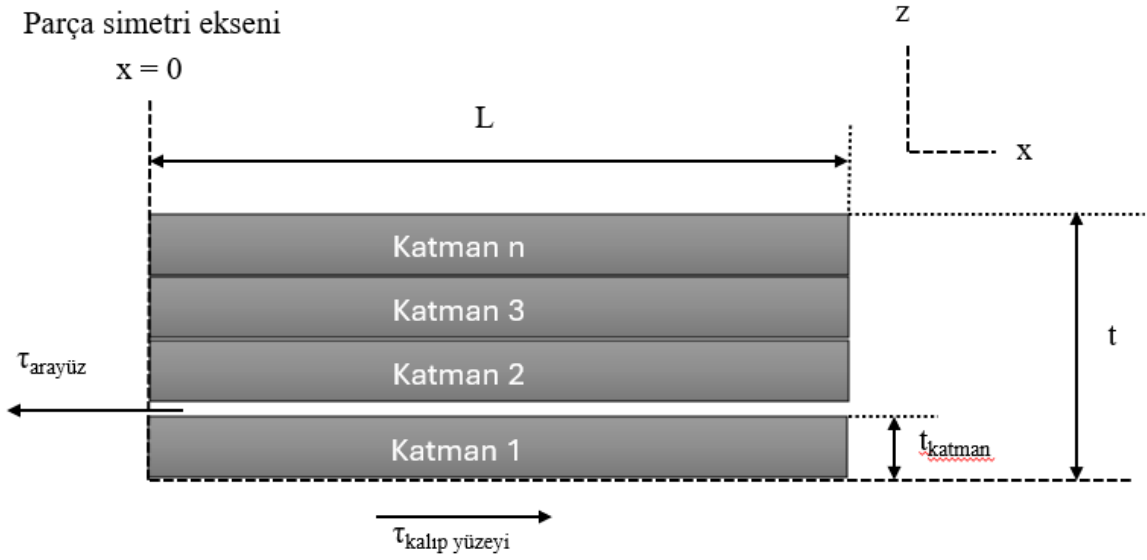 Parça simetri ekseni
x = 0
z
L
x
Katman n
Katman 3
t
τarayüz
Katman 2
Katman 1
tkatman
τkalıp yüzeyi